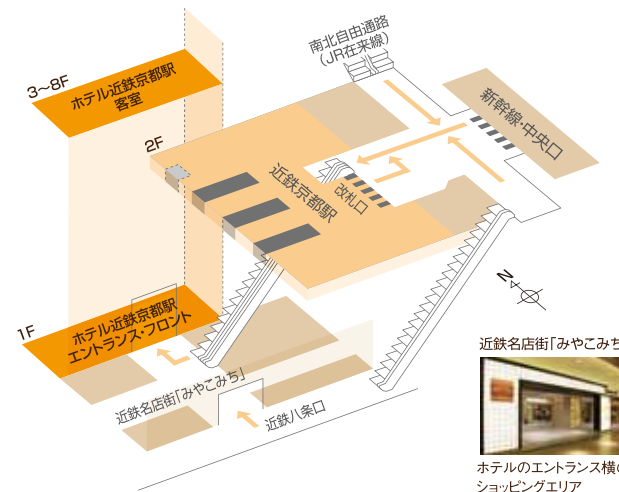 南北自由通路
（JR在来線）
3〜8F
ホテル近鉄京都駅
客室
新幹線・中央口
2F
近鉄京都駅
改札口
N
1F
ホテル近鉄京都駅
エントランス・フロント
近鉄名店街「みやこみち」
近鉄八条口
近鉄名店街「みやこみち
ホテルのエントランス横の
ショッピングエリア